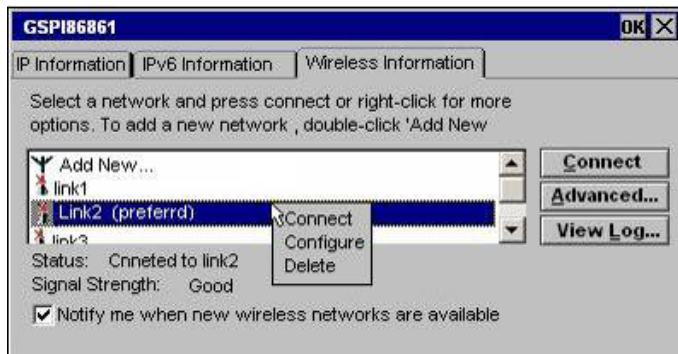 GSPI86861 OK
IP Information IPv6 Information Wireless Information
Select a network and press connect or right-click for more
options. To add a new network , double-click 'Add New
Add New...
link1
Link2 (preferrd)
link3
Connect
Configure
Delete
Connect
Advanced...
View Log...
Status: Cnneted to link2
Signal Strength: Good
Notify me when new wireless networks are available